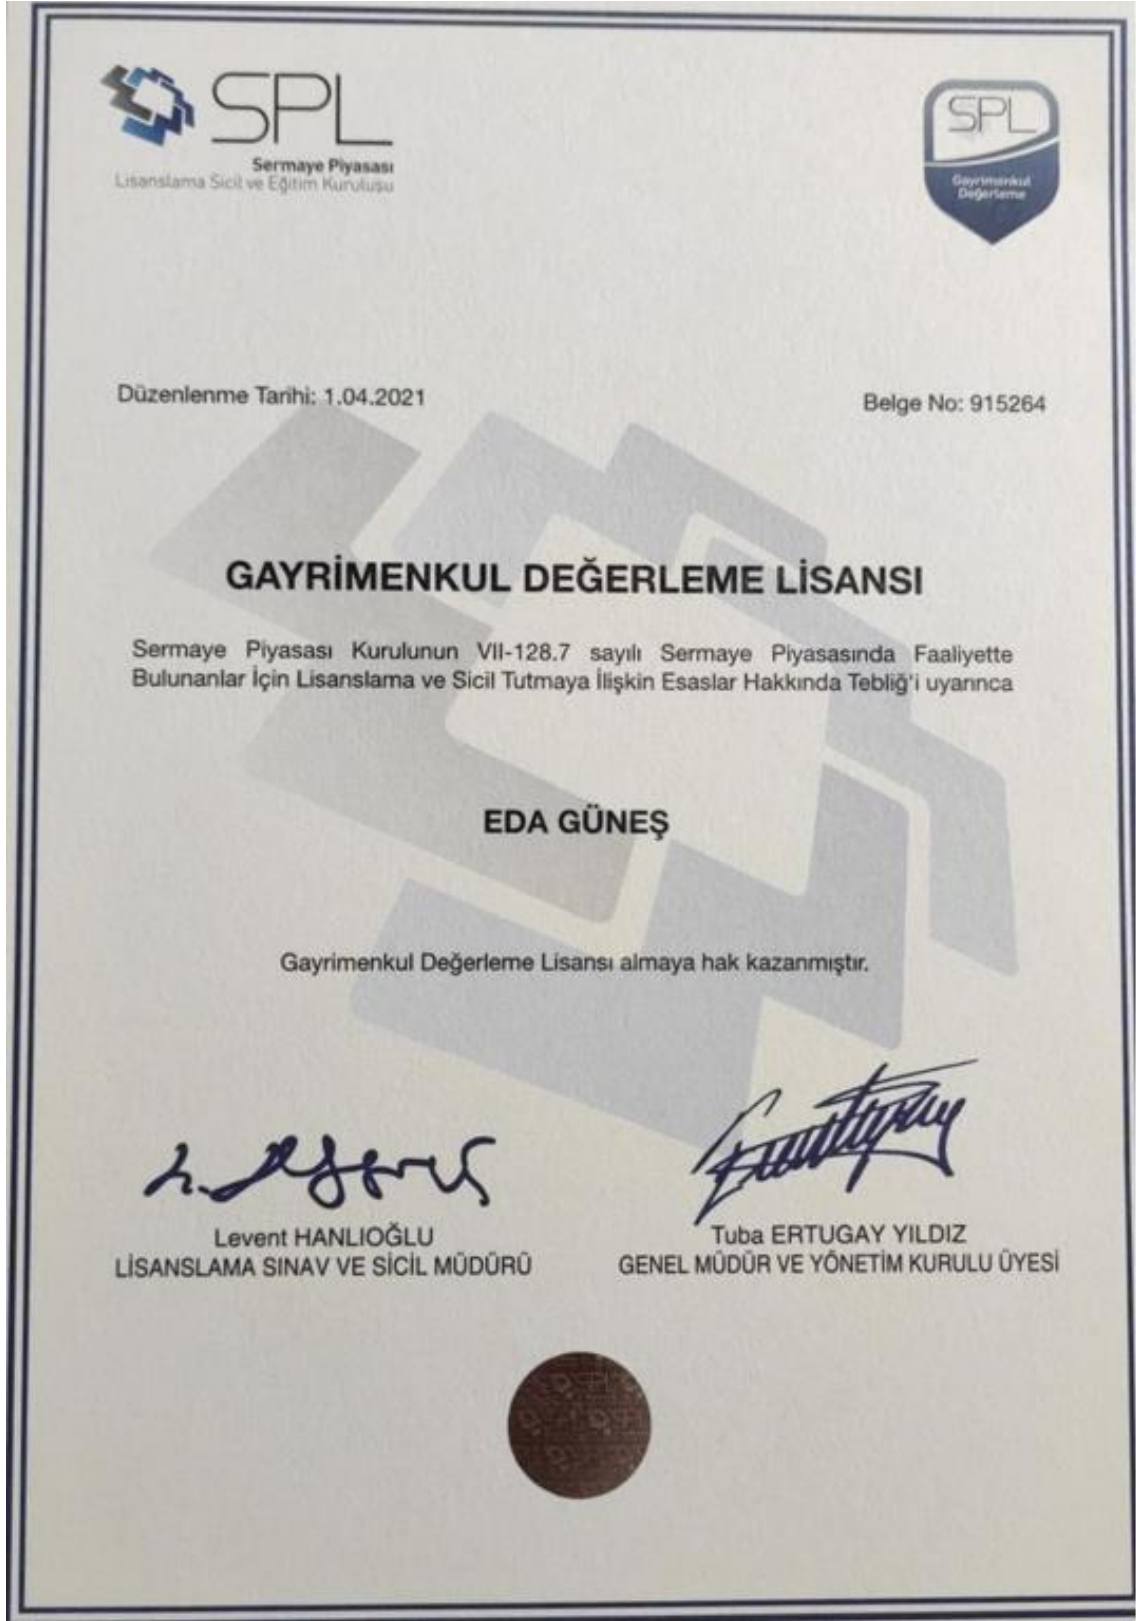 SPL
Sermaye Piyasası
Lisanslama Sicil ve Eğitim Kuruluşu
SPL
Gayrimenkul
Değerleme
Düzenlenme Tarihi: 1.04.2021
Belge No: 915264
GAYRİMENKUL DEĞERLEME LİSANSI
Sermaye Piyasası Kurulunun VII-128.7 sayılı Sermaye Piyasasında Faaliyette
Bulunanlar İçin Lisanslama ve Sicil Tutmaya İlişkin Esaslar Hakkında Tebliğ'i uyarınca
EDA GÜNEŞ
Gayrimenkul Değerleme Lisansı almaya hak kazanmıştır.
Levent HANLIOĞLU
LİSANSLAMA SINAV VE SİCİL MÜDÜRÜ
Tuba ERTUGAY YILDIZ
GENEL MÜDÜR VE YÖNETİM KURULU ÜYESİ